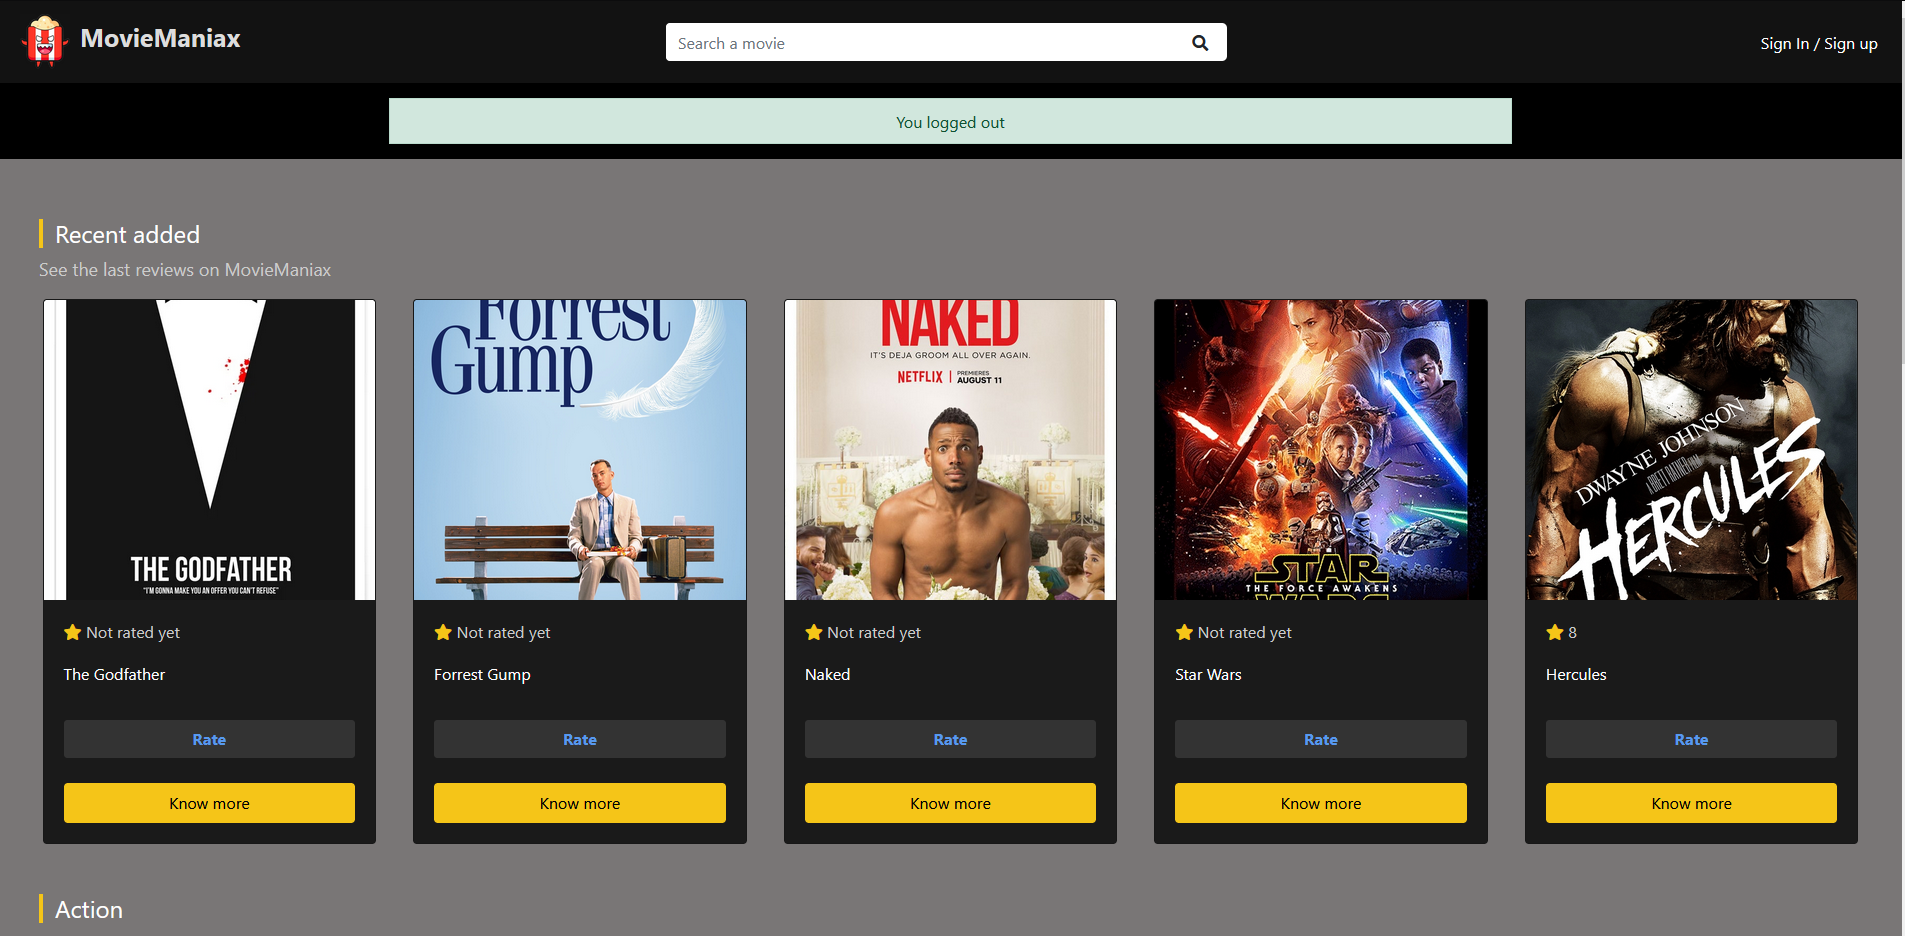 MovieManiax
Search a movie
Sign In / Sign up
You logged out
Recent added
See the last reviews on MovieManiax
THE GODFATHER
"I'M GONNA MAKE YOU AN OFFER YOU CAN'T REFUSE"
Forrest
Gump
NAKED
IT'S DEJA GROOM ALL OVER AGAIN.
NETFLIX | PREMIERES
AUGUST 11
STAR
THE FORCE AWAKENS
WARS
DWAYNE JOHNSON
HERCULES
Not rated yet
Not rated yet
Not rated yet
Not rated yet
8
The Godfather
Forrest Gump
Naked
Star Wars
Hercules
Rate
Rate
Rate
Rate
Rate
Know more
Know more
Know more
Know more
Know more
Action